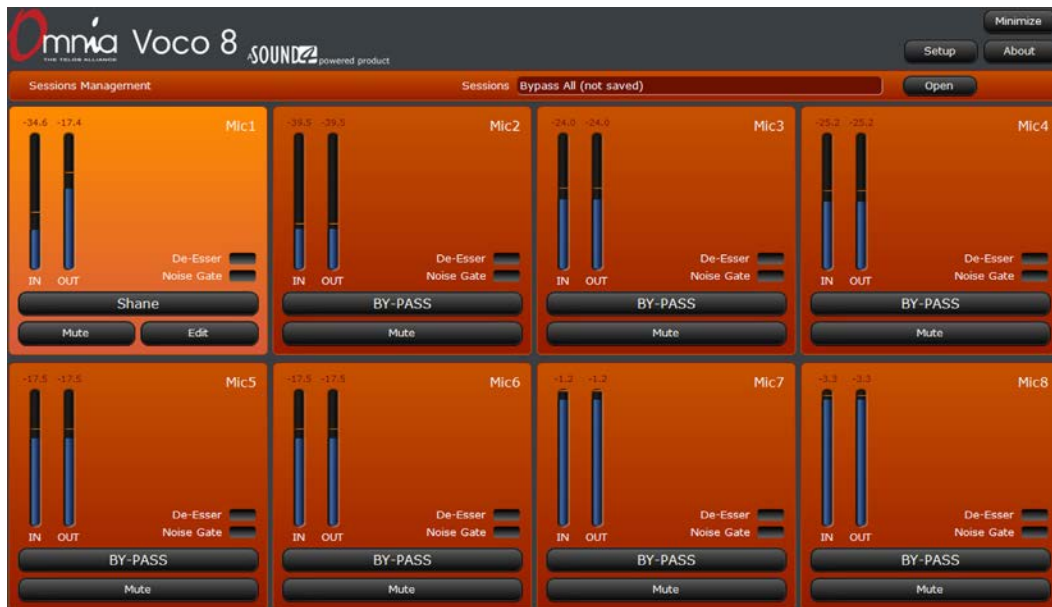 Omnia Voco 8
THE TELOS ALLIANCE
A SOUND4 powered product
Minimize
Setup About
Sessions Management Sessions Bypass All (not saved) Open
-34.6 -17.4 Mic1
De-Esser
Noise Gate
IN OUT
Shane
Mute Edit
-39.5 -39.5 Mic2
De-Esser
Noise Gate
IN OUT
BY-PASS
Mute
-24.0 -24.0 Mic3
De-Esser
Noise Gate
IN OUT
BY-PASS
Mute
-25.2 -25.2 Mic4
De-Esser
Noise Gate
IN OUT
BY-PASS
Mute
-17.5 -17.5 Mic5
De-Esser
Noise Gate
IN OUT
BY-PASS
Mute
-17.5 -17.5 Mic6
De-Esser
Noise Gate
IN OUT
BY-PASS
Mute
-1.2 -1.2 Mic7
De-Esser
Noise Gate
IN OUT
BY-PASS
Mute
-3.3 -3.3 Mic8
De-Esser
Noise Gate
IN OUT
BY-PASS
Mute